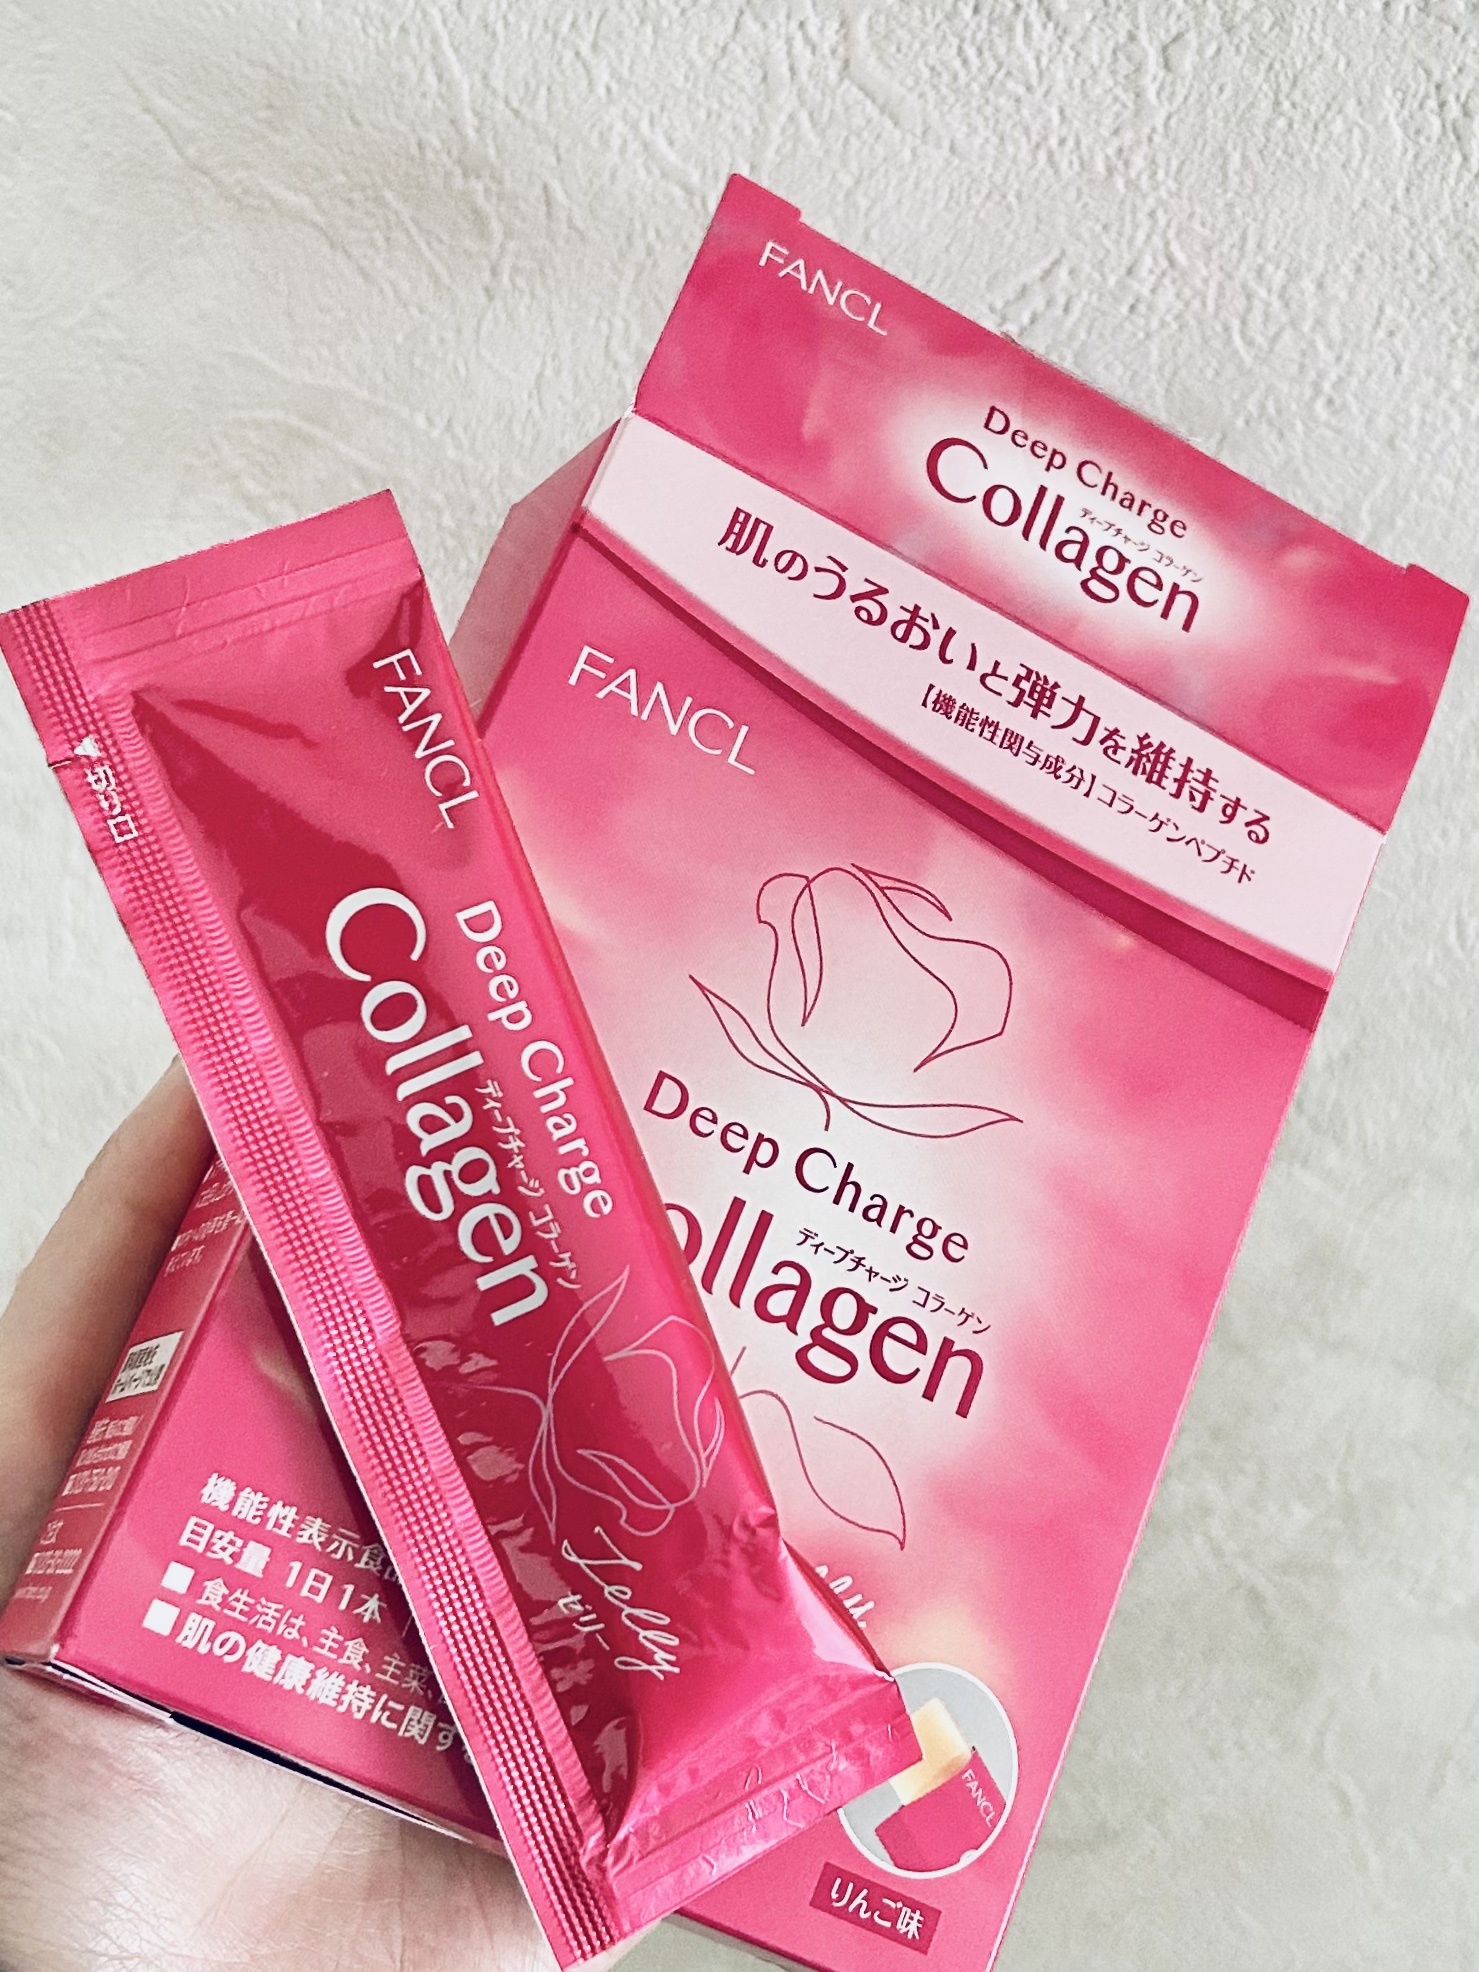 FANCL
Deep Charge
Collagen
ディープチャージ コラーゲン
肌のうるおいと弾力を維持する
【機能性関与成分】コラーゲンペプチド
FANCL
Deep Charge
ollagen
ディープチャージ コラーゲン
FANCL
りんご味
FANCL
Deep Charge
Collagen
ディープチャージ コラーゲン
Jelly
ゼリー
機能性表示食品
目安量 1日1本
■ 食生活は、主食、主菜、
■ 肌の健康維持に関す